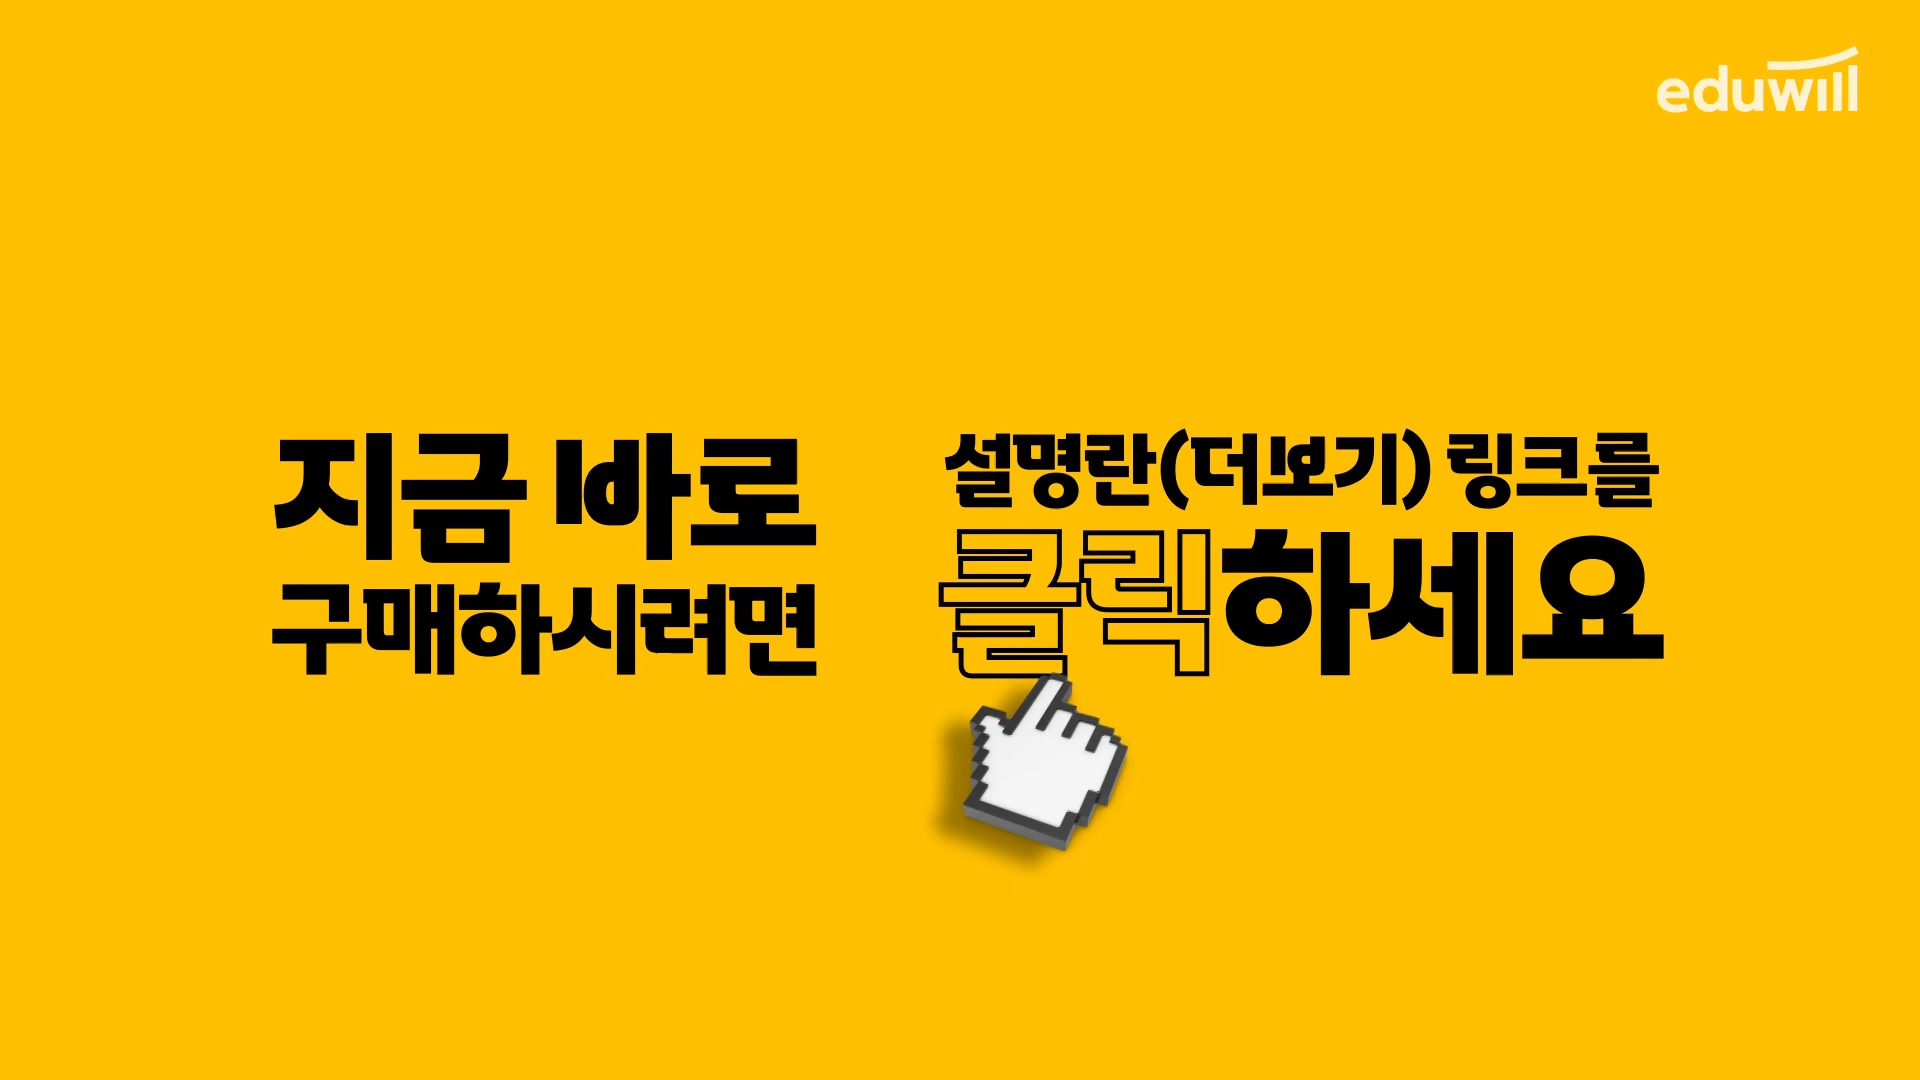 eduwill
지금 바로
구매하시려면
설명란(더보기) 링크를
클릭하세요